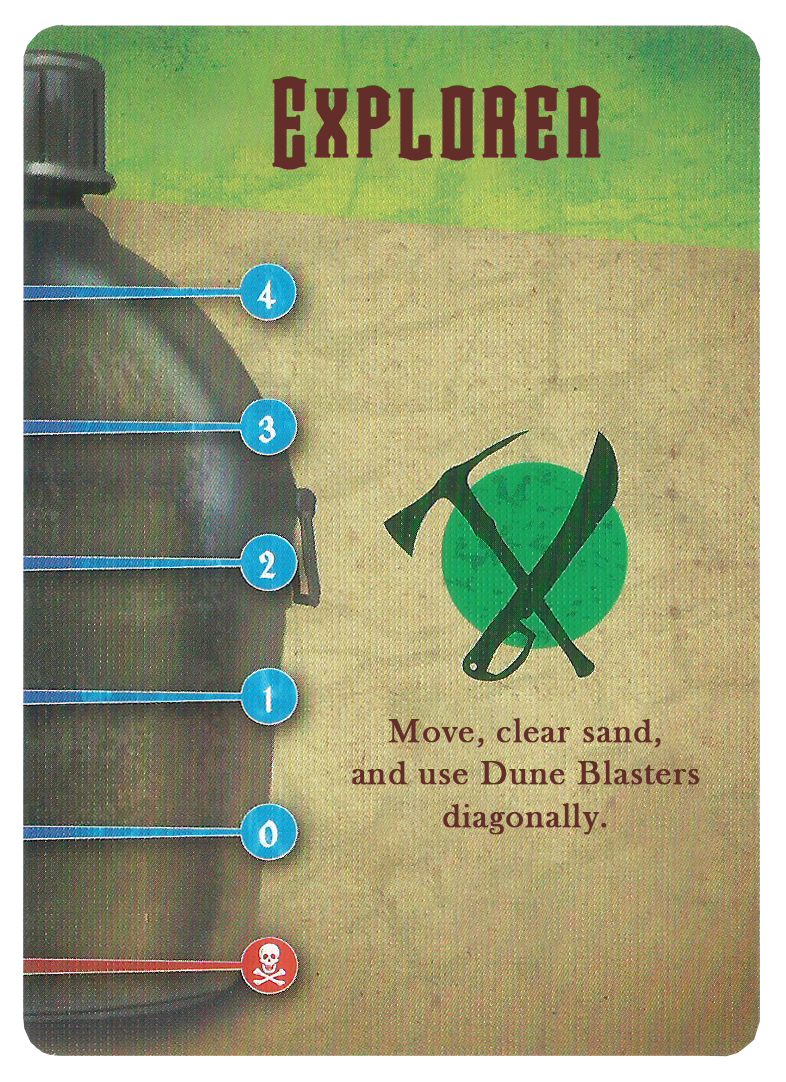 Explorer
4
3
2
1
0
Move, clear sand,
and use Dune Blasters
diagonally.